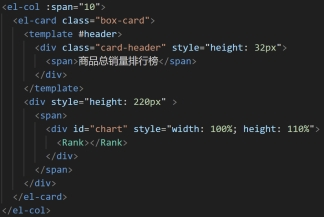 <el-col :span="10">
<el-card class="box-card">
<template #header>
<div class="card-header" style="height: 32px">
<span>商品总销量排行榜</span>
</div>
</template>
<div style="height: 220px" >
<span>
<div id="chart" style="width: 100%; height: 110%">
<Rank></Rank>
</div>
</span>
</div>
</el-card>
</el-col>